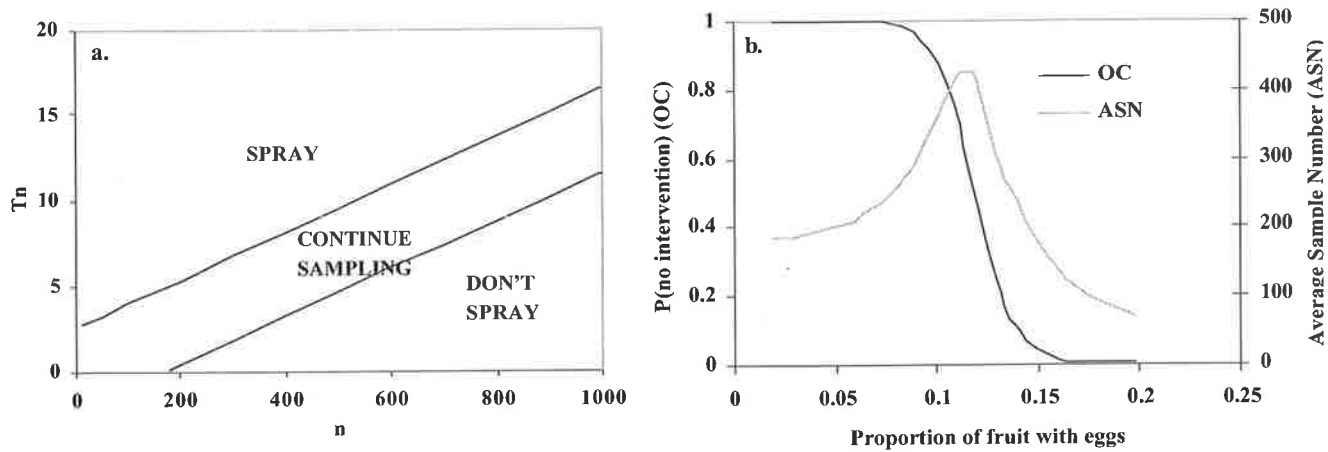 a.
20
15
10
5
0
Tn
SPRAY
CONTINUE
SAMPLING
DON'T
SPRAY
0 200 400 600 800 1000
n
b.
1
0.8
0.6
0.4
0.2
0
P(no intervention) (OC)
OC
ASN
500
400
300
200
100
0
Average Sample Number (ASN)
0 0.05 0.1 0.15 0.2 0.25
Proportion of fruit with eggs